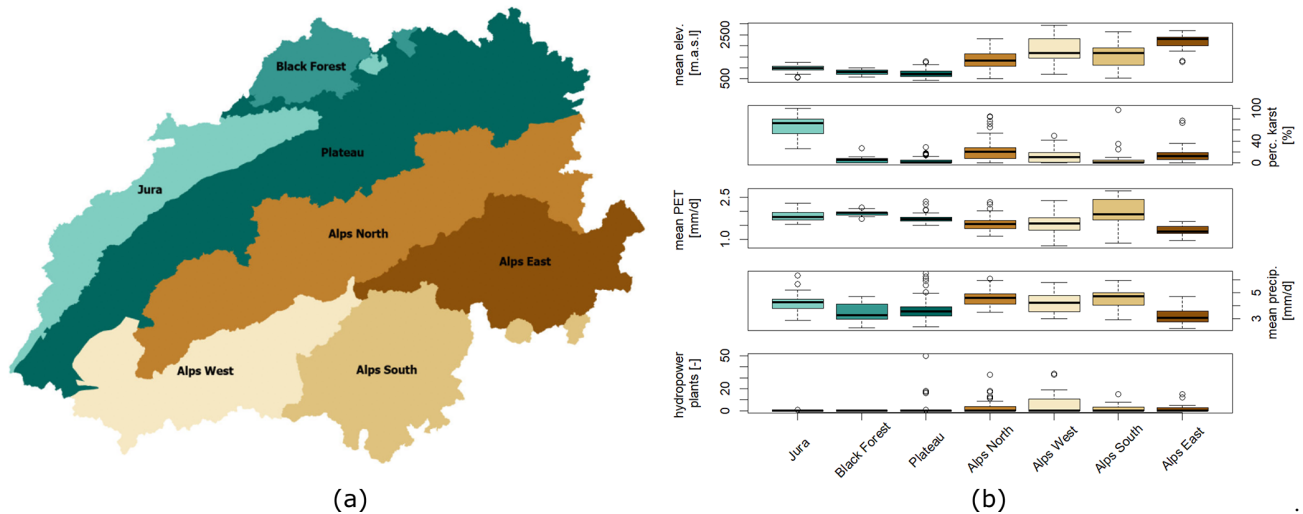 Black Forest
Plateau
Jura
Alps North
Alps East
Alps West
Alps South
(a)
mean elev.
[m.a.s.l]
2500
500
perc. karst
[%]
100
40
0
mean PET
[mm/d]
2.5
1.0
mean precip.
[mm/d]
5
3
hydropower
plants [-]
50
20
0
Jura
Black Forest
Plateau
Alps North
Alps West
Alps South
Alps East
(b)
.